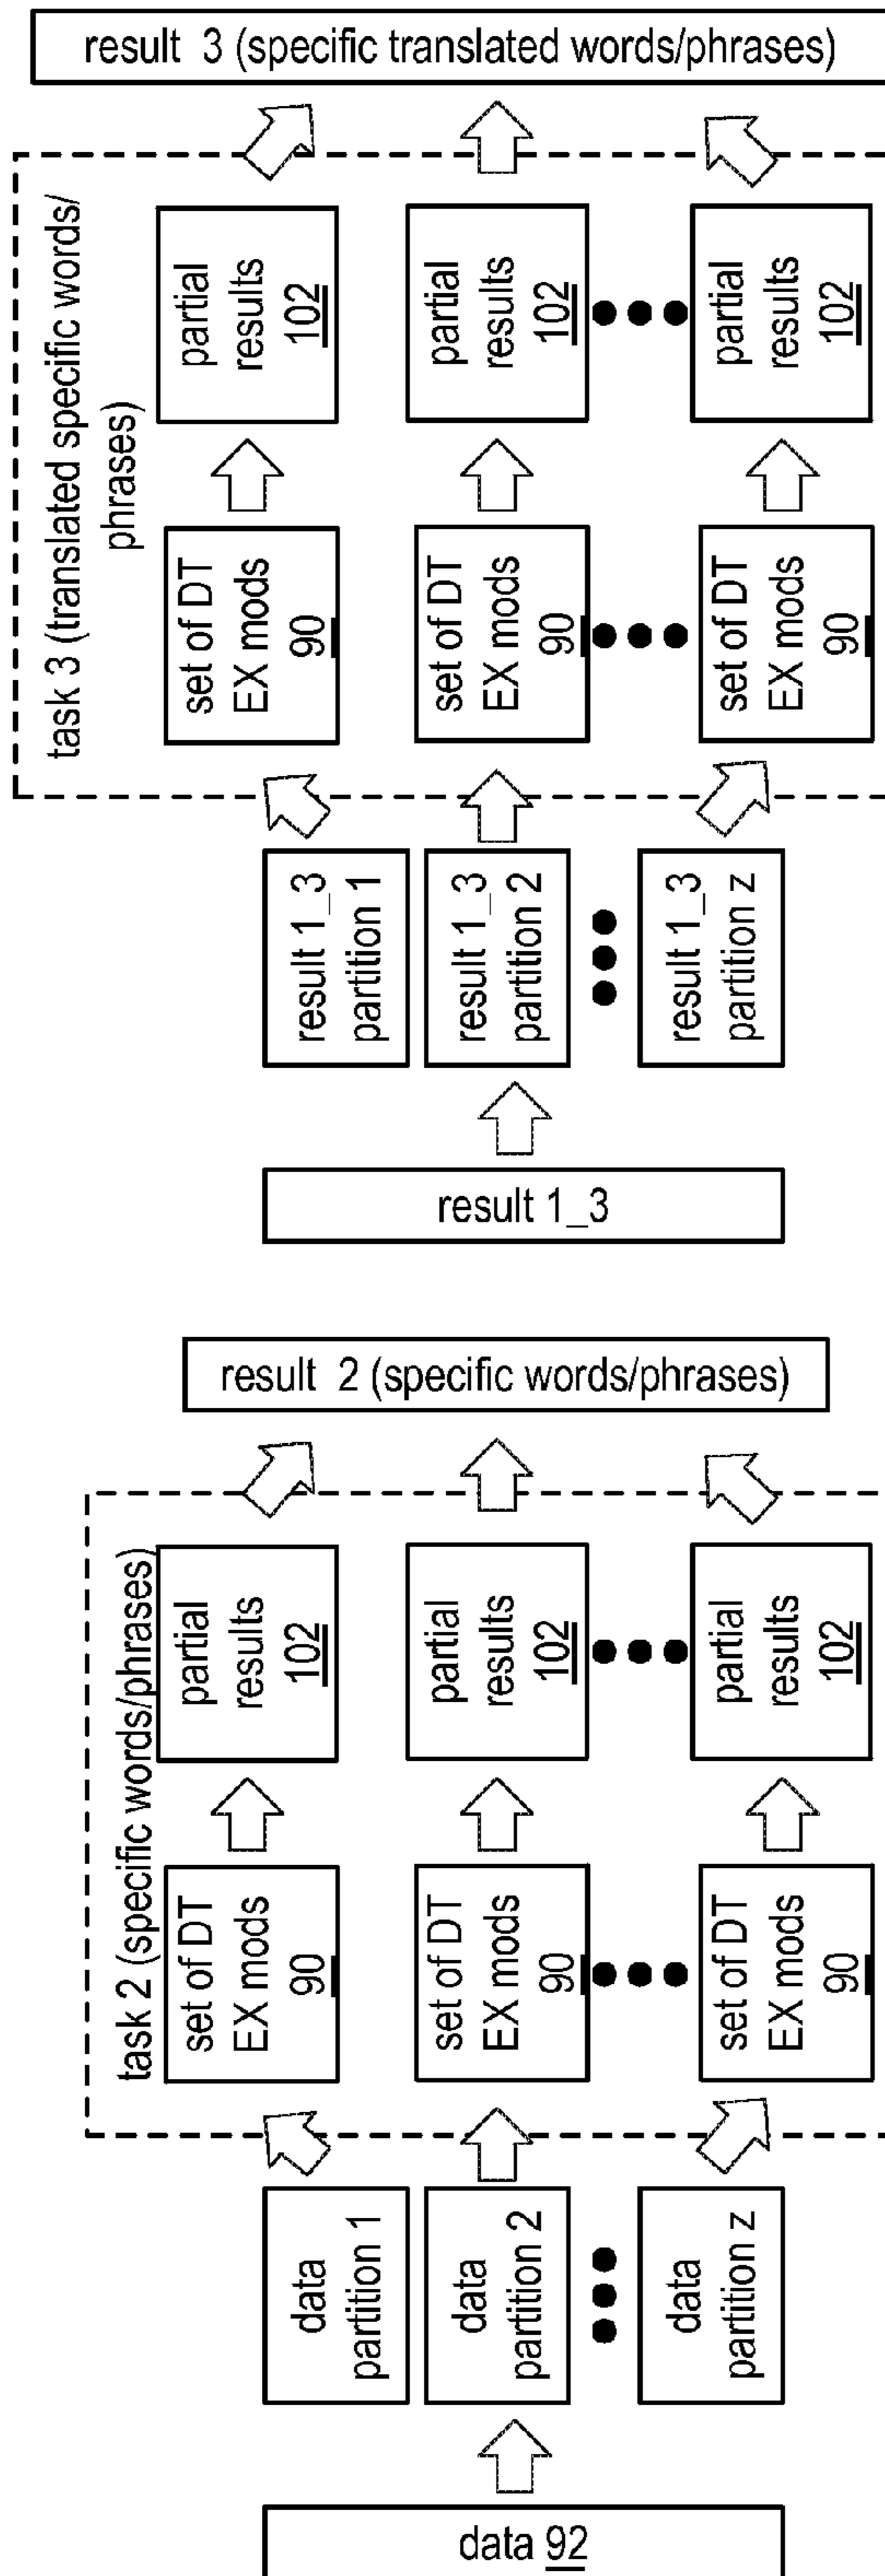 data 92
data
partition 1
data
partition 2
data
partition z
task 2 (specific words/phrases)
set of DT
EX mods
90
partial
results
102
set of DT
EX mods
90
partial
results
102
set of DT
EX mods
90
partial
results
102
result 2 (specific words/phrases)
result 1_3
result 1_3
partition 1
result 1_3
partition 2
result 1_3
partition z
task 3 (translated specific words/
phrases)
set of DT
EX mods
90
partial
results
102
set of DT
EX mods
90
partial
results
102
set of DT
EX mods
90
partial
results
102
result 3 (specific translated words/phrases)